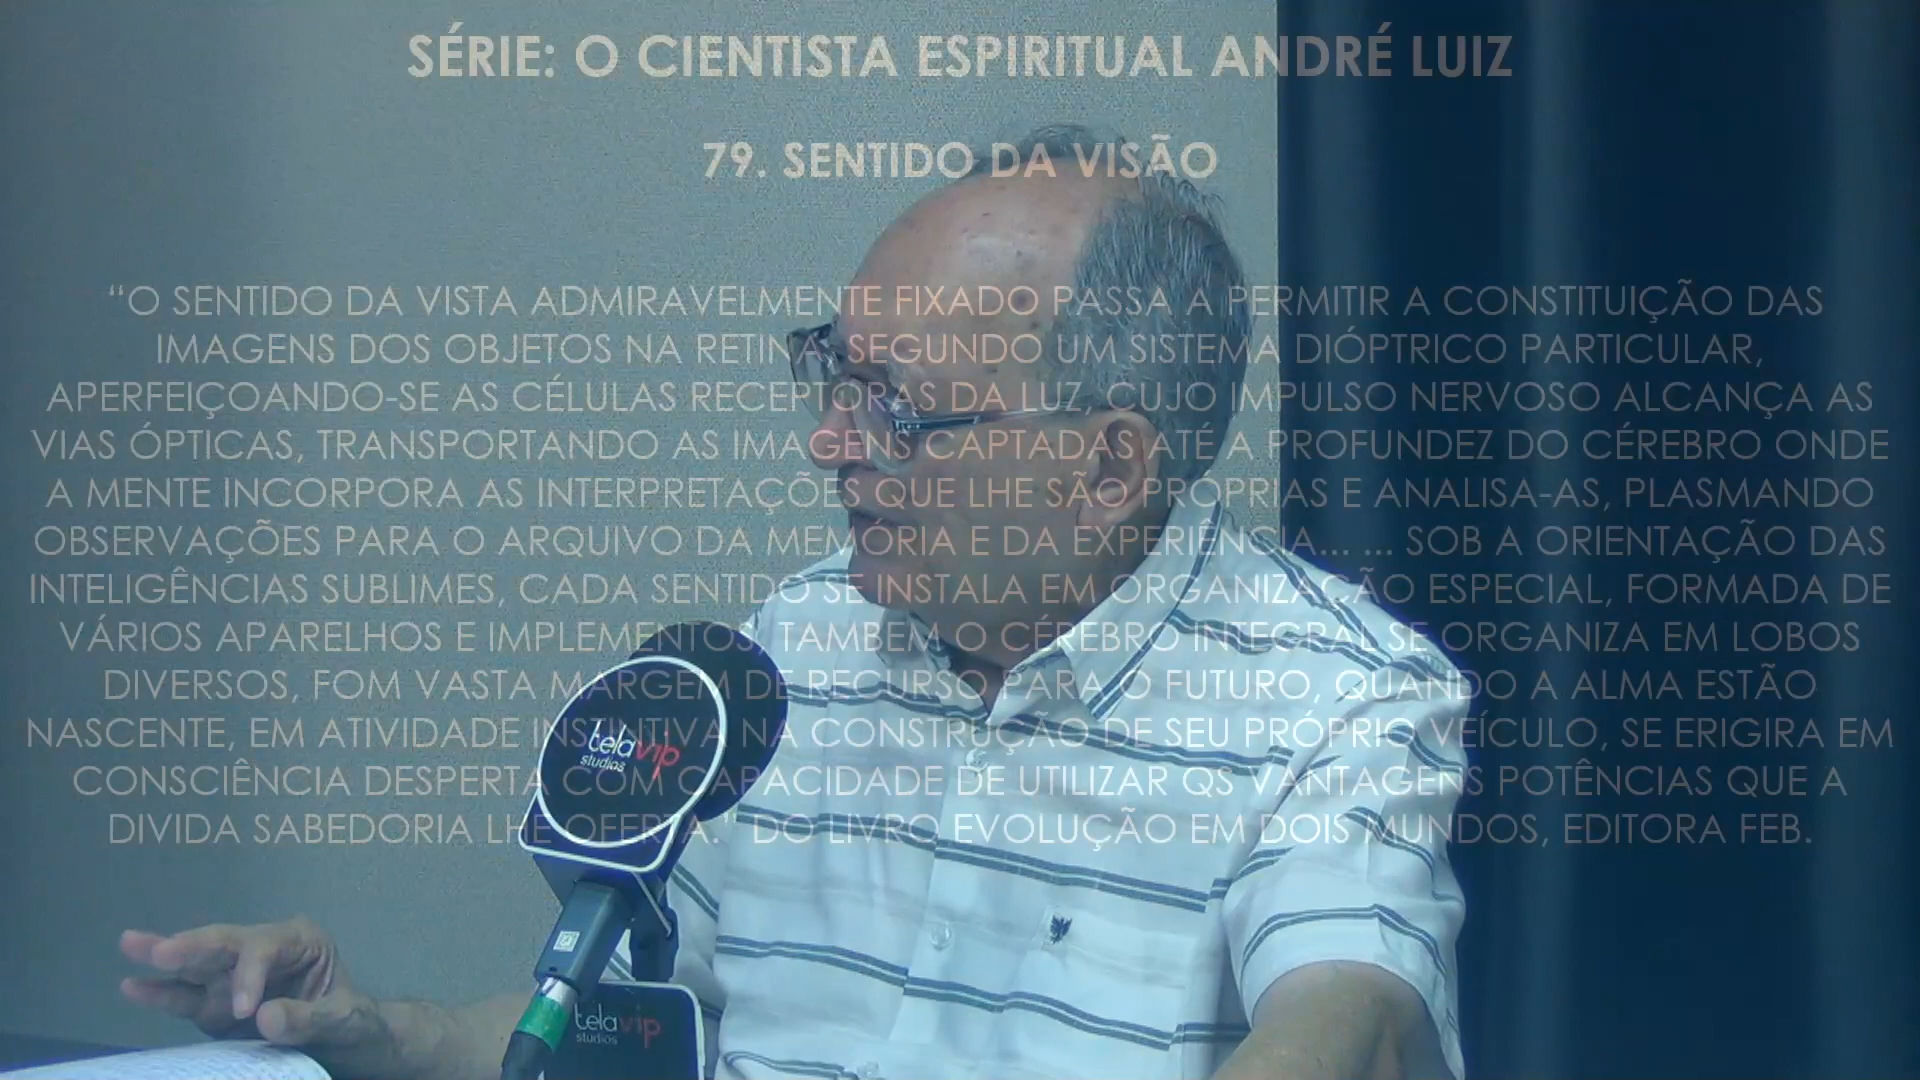 SÉRIE: O CIENTISTA ESPIRITUAL ANDRÉ LUIZ
79. SENTIDO DA VISÃO
“O SENTIDO DA VISTA ADMIRAVELMENTE FIXADO PASSA A PERMITIR A CONSTITUIÇÃO DAS
IMAGENS DOS OBJETOS NA RETINA, SEGUNDO UM SISTEMA DIÓPTRICO PARTICULAR,
APERFEIÇOANDO-SE AS CÉLULAS RECEPTORAS DA LUZ, CUJO IMPULSO NERVOSO ALCANÇA AS
VIAS ÓPTICAS, TRANSPORTANDO AS IMAGENS CAPTADAS ATÉ A PROFUNDEZ DO CÉREBRO ONDE
A MENTE INCORPORA AS INTERPRETAÇÕES QUE LHE SÃO PROPRIAS E ANALISA-AS, PLASMANDO
OBSERVAÇÕES PARA O ARQUIVO DA MEMÓRIA E DA EXPERIÊNCIA... ... SOB A ORIENTAÇÃO DAS
INTELIGÊNCIAS SUBLIMES, CADA SENTIDO SE INSTALA EM ORGANIZAÇÃO ESPECIAL, FORMADA DE
VÁRIOS APARELHOS E IMPLEMENTOS, TAMBEM O CÉREBRO INTEGRAL SE ORGANIZA EM LOBOS
DIVERSOS, FOM VASTA MARGEM DE RECURSO PARA O FUTURO, QUANDO A ALMA ESTÃO
NASCENTE, EM ATIVIDADE INSTINTIVA NA CONSTRUÇÃO DE SEU PRÓPRIO VEÍCULO, SE ERIGIRA EM
CONSCIÊNCIA DESPERTA COM CAPACIDADE DE UTILIZAR QS VANTAGENS POTÊNCIAS QUE A
DIVIDA SABEDORIA LHE OFERTA.” DO LIVRO EVOLUÇÃO EM DOIS MUNDOS, EDITORA FEB.
telavip
studios
telavip
studios